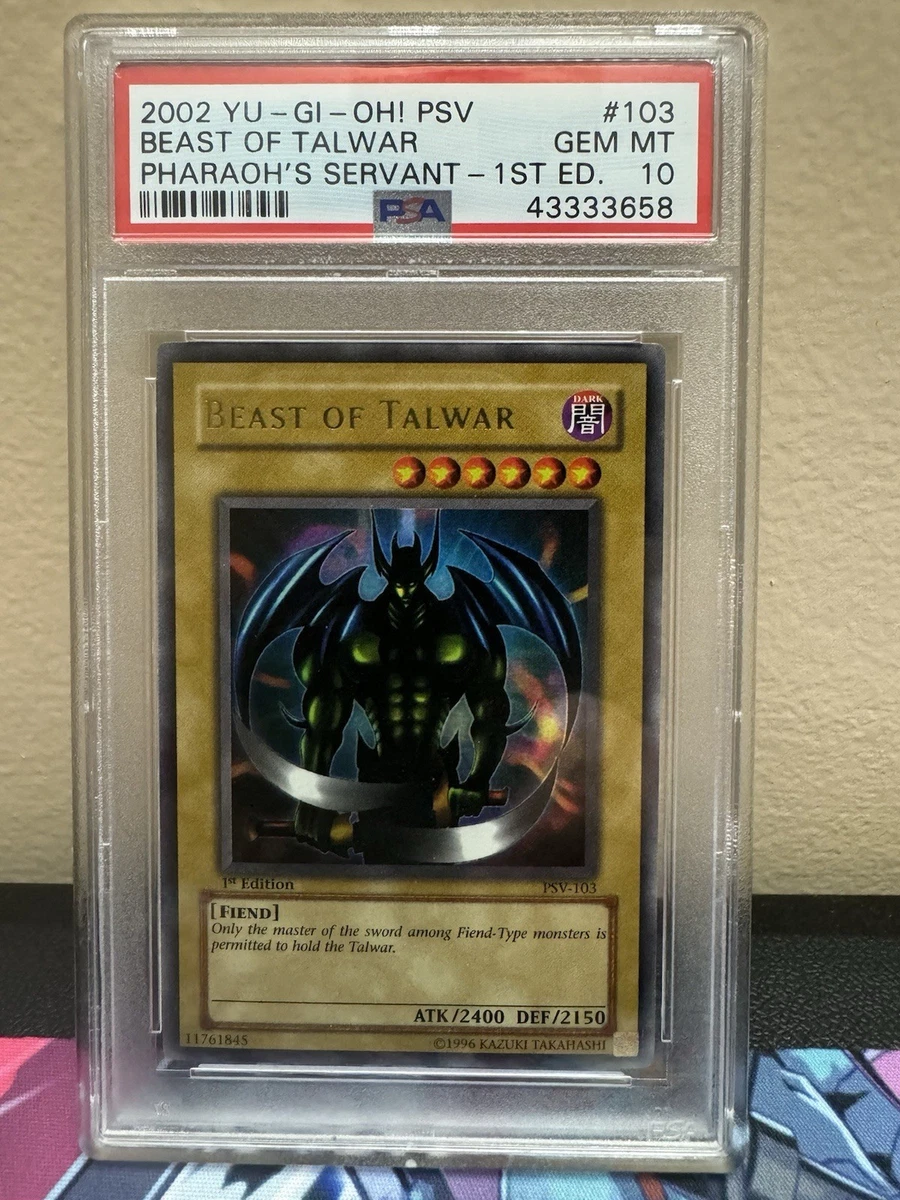 2002 YU-GI-OH! PSV #103
BEAST OF TALWAR GEM MT
PHARAOH'S SERVANT - 1ST ED. 10
PSA 43333658
BEAST OF TALWAR
DARK
闇
1st Edition PSV-103
[FIEND]
Only the master of the sword among Fiend-Type monsters is
permitted to hold the Talwar.
ATK/2400 DEF/2150
11761845 ©1996 KAZUKI TAKAHASHI
PSA